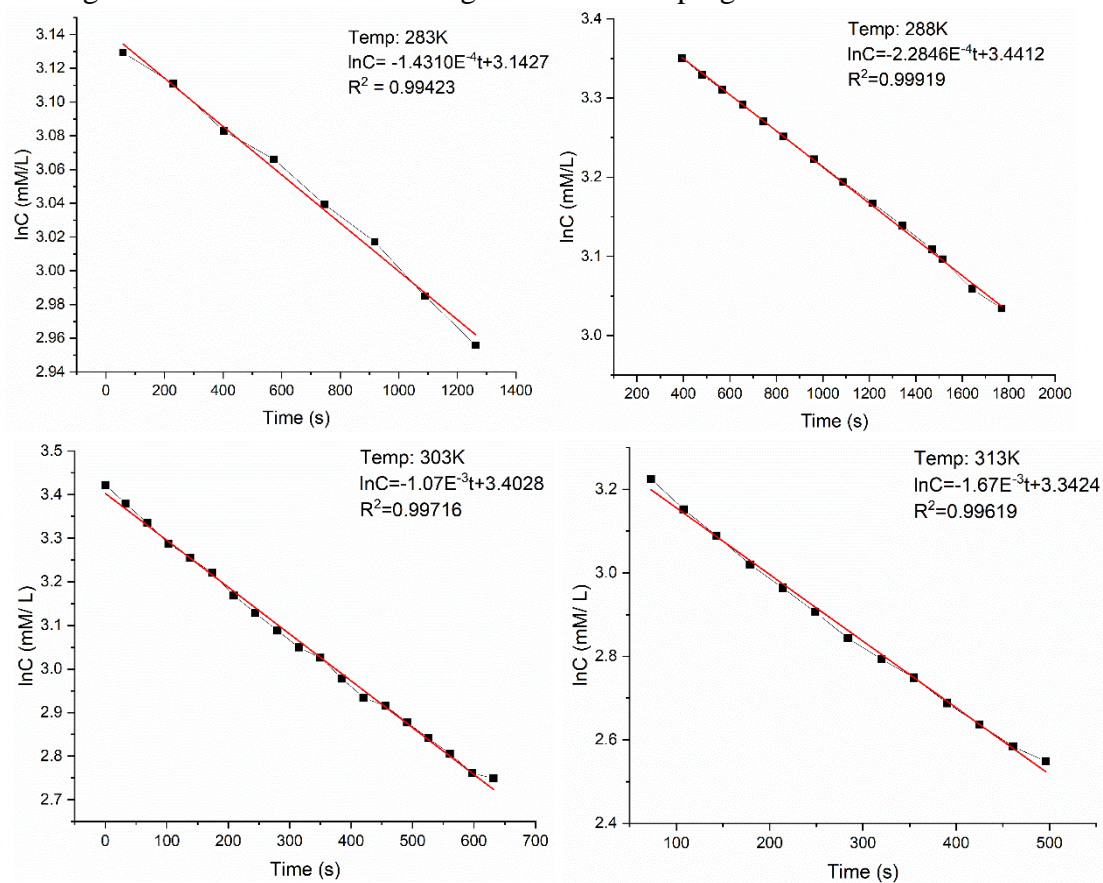 3.14
3.12
3.10
3.08
3.06
3.04
3.02
3.00
2.98
2.96
2.94
lnC (mM/L)
Temp: 283K
lnC= -1.4310E-4t+3.1427
R2 = 0.99423
0 200 400 600 800 1000 1200 1400
Time (s)
3.4
3.3
3.2
3.1
3.0
lnC (mM/L)
Temp: 288K
lnC=-2.2846E-4t+3.4412
R2=0.99919
200 400 600 800 1000 1200 1400 1600 1800 2000
Time (s)
3.5
3.4
3.3
3.2
3.1
3.0
2.9
2.8
2.7
lnC (mM/ L)
Temp: 303K
lnC=-1.07E-3t+3.4028
R2=0.99716
0 100 200 300 400 500 600 700
Time (s)
3.2
3.0
2.8
2.6
2.4
lnC (mM/ L)
Temp: 313K
lnC=-1.67E-3t+3.3424
R2=0.99619
100 200 300 400 500
Time (s)